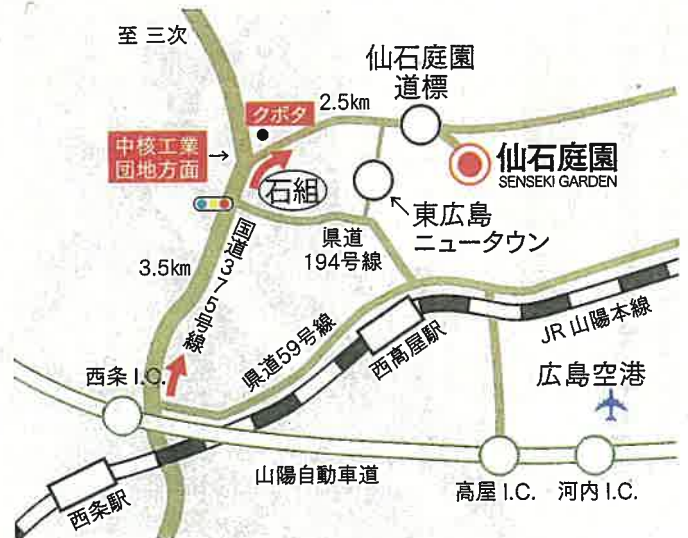 至 三次
仙石庭園
道標
2.5km
クボタ
中核工業
団地方面
→
仙石庭園
SENSEKI GARDEN
石組
東広島
ニュータウン
県道
194号線
国道375号線
3.5km
県道59号線
西高屋駅
JR 山陽本線
西条 I.C.
広島空港
山陽自動車道
高屋 I.C.
河内 I.C.
西条駅